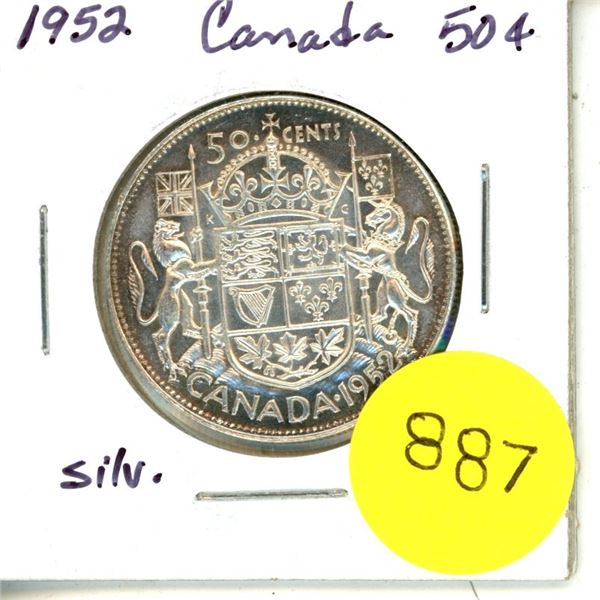 1952 Canada 50¢
50·CENTS
K G
CANADA·1952
silv.
887